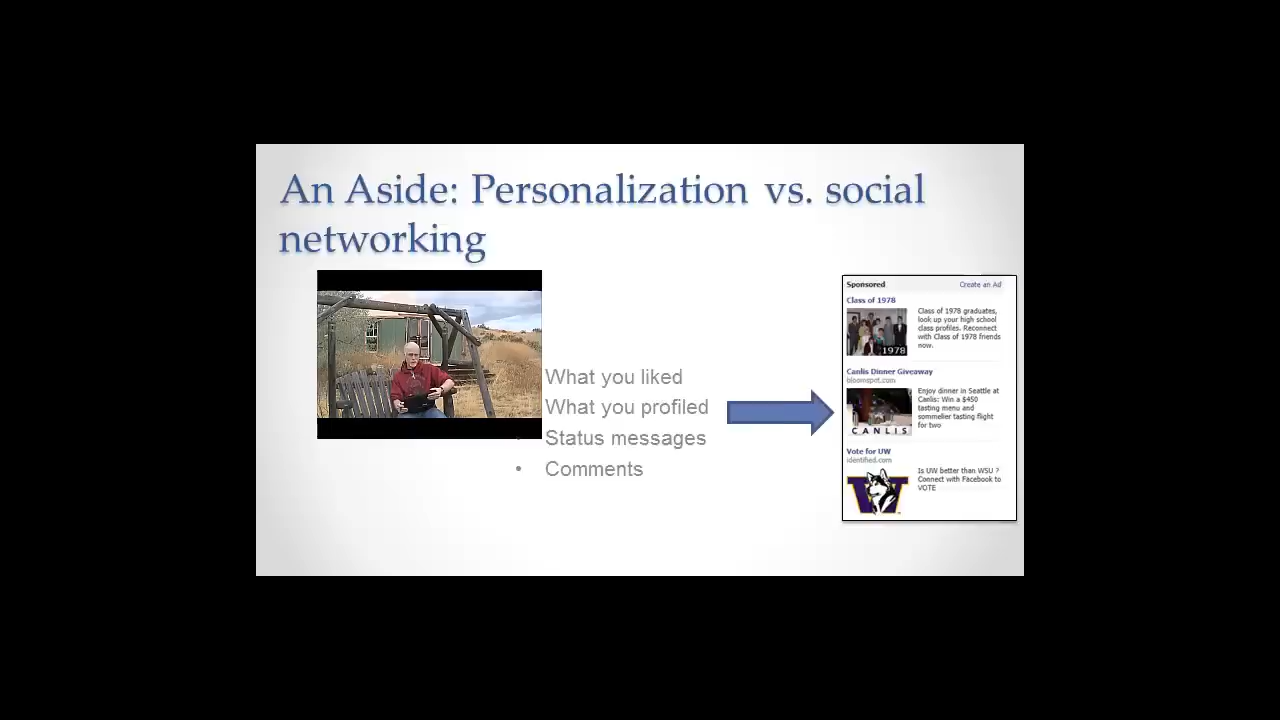 An Aside: Personalization vs. social
networking
What you liked
What you profiled
Status messages
• Comments
Sponsored
Create an Ad
Class of 1978
1978
Class of 1978 graduates,
look up your high school
class profiles. Reconnect
with Class of 1978 friends
now.
Canlis Dinner Giveaway
bloomspot.com
CANLIS
Enjoy dinner in Seattle at
Canlis: Win a $450
tasting menu and
sommelier tasting flight
for two
Vote for UW
identified.com
W
Is UW better than WSU ?
Connect with Facebook to
VOTE